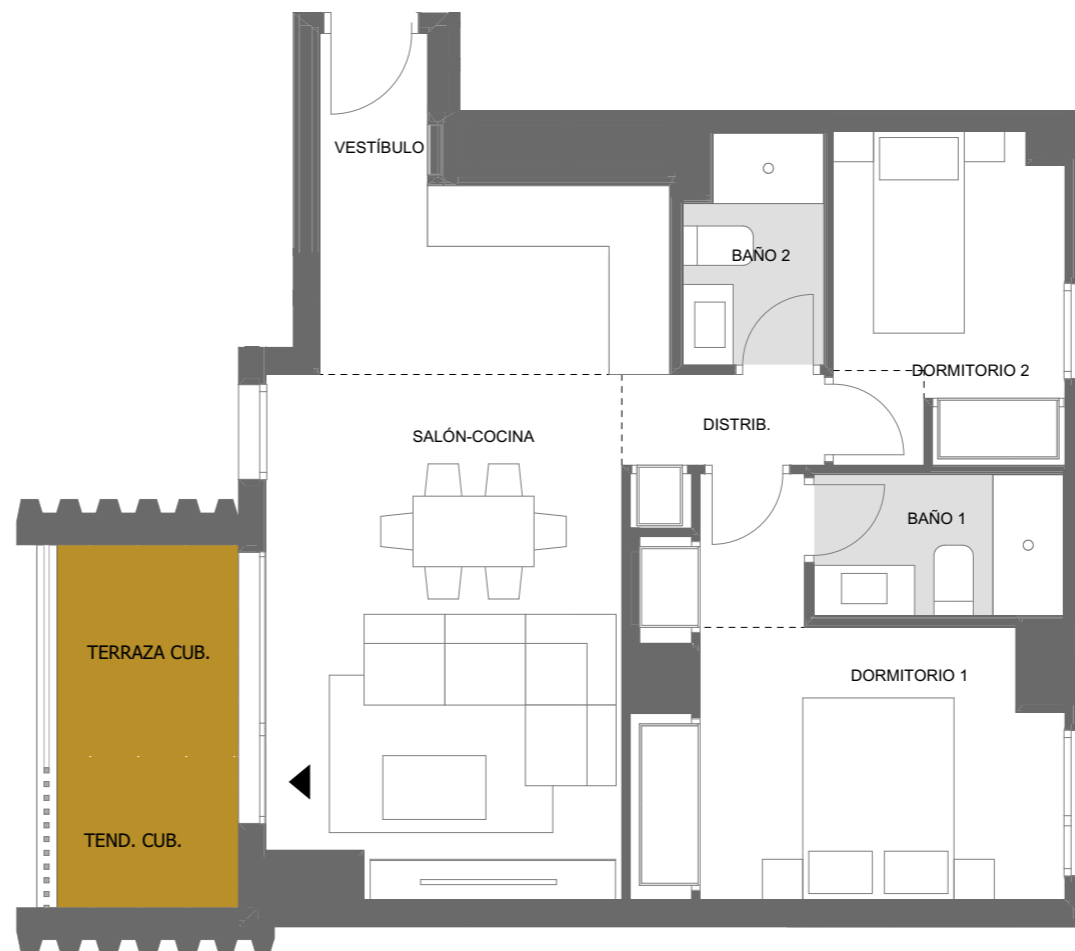 VESTÍBULO
BAÑO 2
DORMITORIO 2
SALÓN-COCINA
DISTRIB.
BAÑO 1
TERRAZA CUB.
DORMITORIO 1
TEND. CUB.